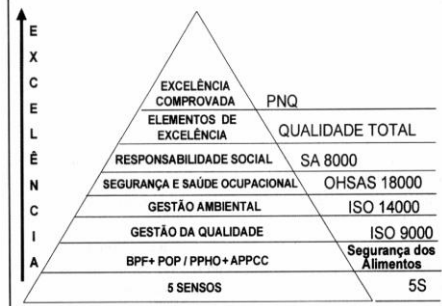 EXCELÊNCIA
EXCELÊNCIA
COMPROVADA PNQ
ELEMENTOS DE
EXCELÊNCIA QUALIDADE TOTAL
RESPONSABILIDADE SOCIAL SA 8000
SEGURANÇA E SAÚDE OCUPACIONAL OHSAS 18000
GESTÃO AMBIENTAL ISO 14000
GESTÃO DA QUALIDADE ISO 9000
BPF+ POP / PPHO + APPCC Segurança dos
Alimentos
5 SENSOS 5S